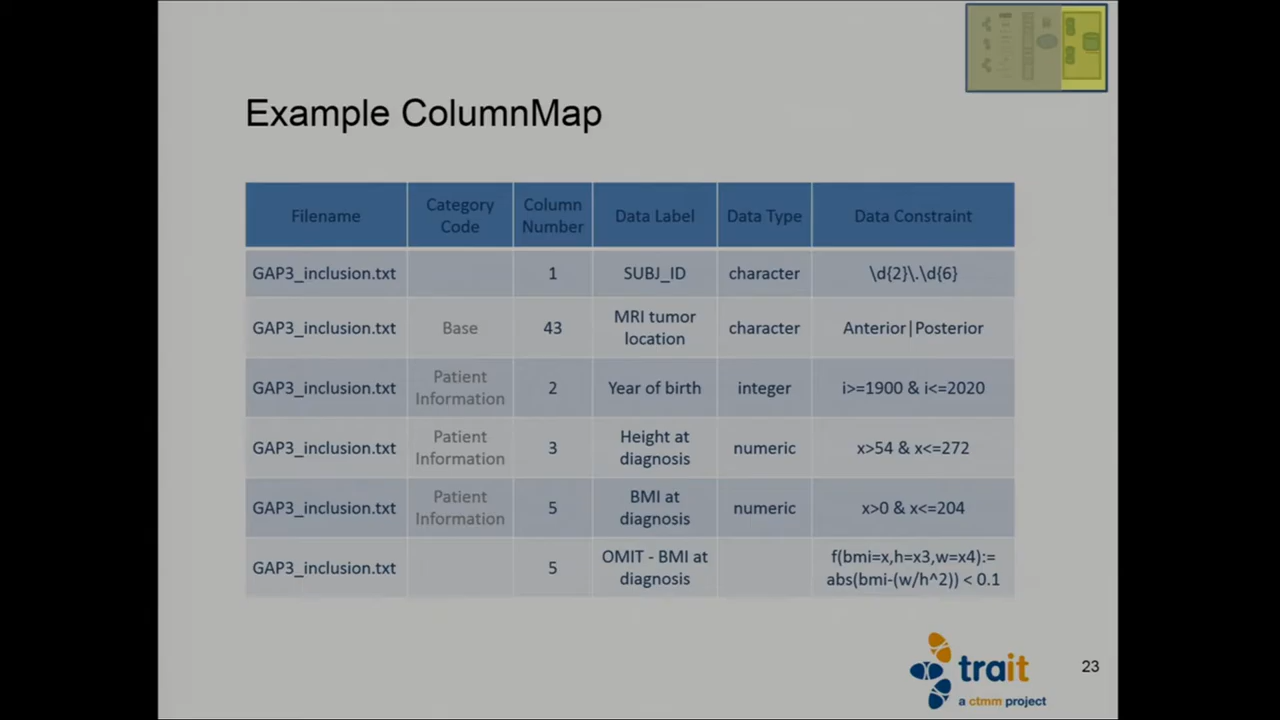 Example ColumnMap
Filename
Category
Code
Column
Number
Data Label
Data Type
Data Constraint
GAP3_inclusion.txt
1
SUBJ_ID
character
\d{2}\.\d{6}
GAP3_inclusion.txt
Base
43
MRI tumor
location
character
Anterior|Posterior
GAP3_inclusion.txt
Patient
Information
2
Year of birth
integer
i>=1900 & i<=2020
GAP3_inclusion.txt
Patient
Information
3
Height at
diagnosis
numeric
x>54 & x<=272
GAP3_inclusion.txt
Patient
Information
5
BMI at
diagnosis
numeric
x>0 & x<=204
GAP3_inclusion.txt
5
OMIT - BMI at
diagnosis
f(bmi=x,h=x3,w=x4):=
abs(bmi-(w/h^2)) < 0.1
trait
a ctmm project
23